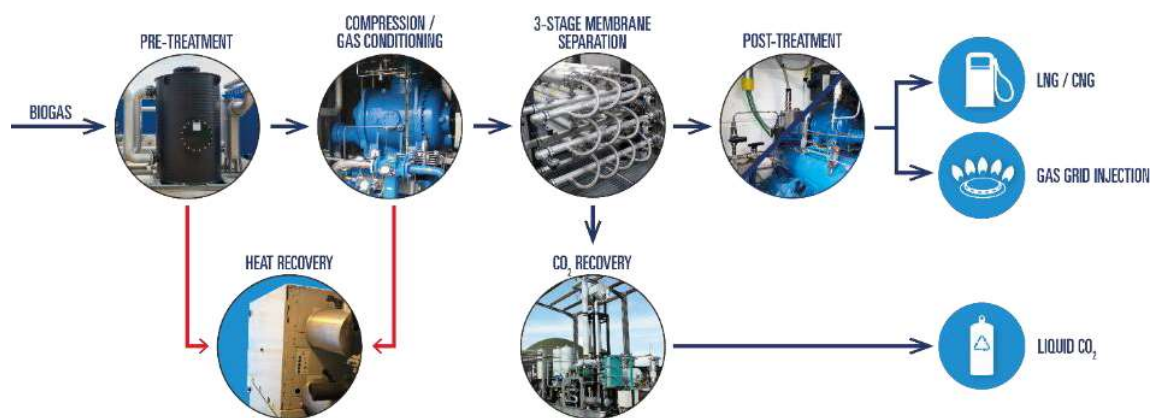 COMPRESSION /
GAS CONDITIONING
3-STAGE MEMBRANE
SEPARATION
PRE-TREATMENT
POST-TREATMENT
BIOGAS
LNG / CNG
GAS GRID INJECTION
HEAT RECOVERY
CO₂ RECOVERY
LIQUID CO₂